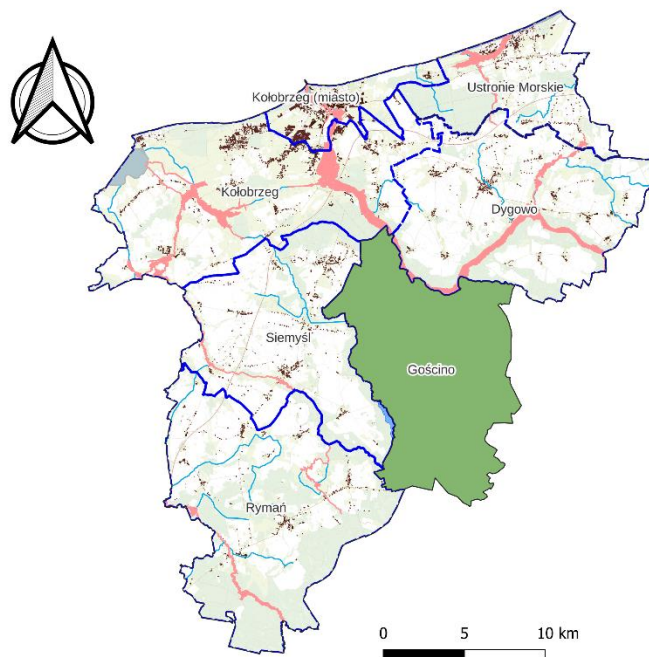 Ustronie Morskie
Kołobrzeg (miasto)
Kołobrzeg
Dygowo
Siemyśl
Gościno
Rymań
0 5 10 km